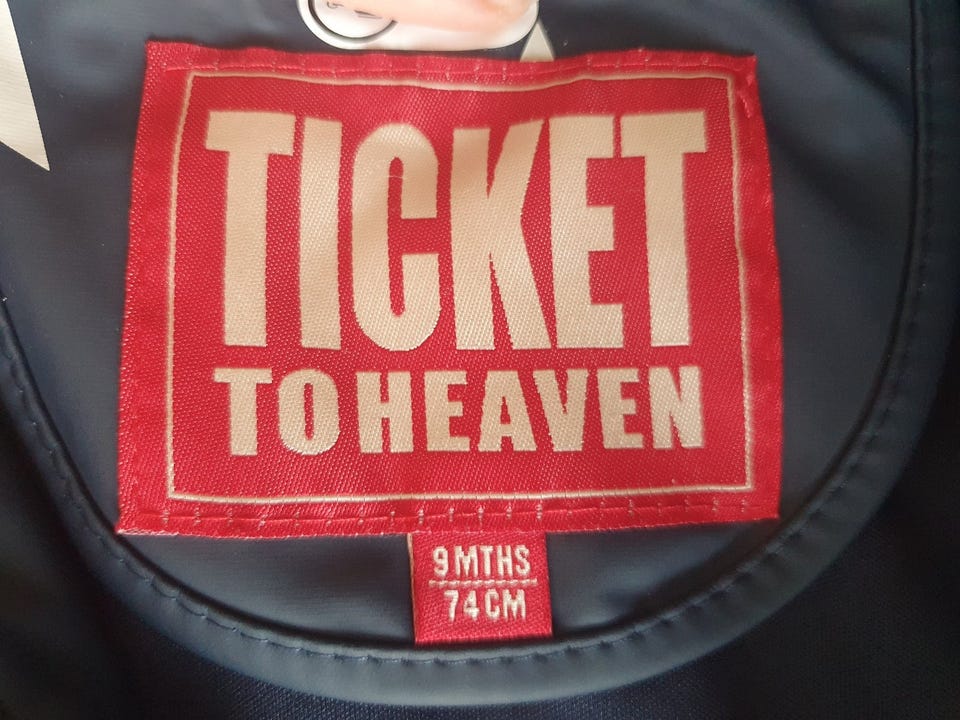 TICKET
TO HEAVEN
9 MTHS
74 CM